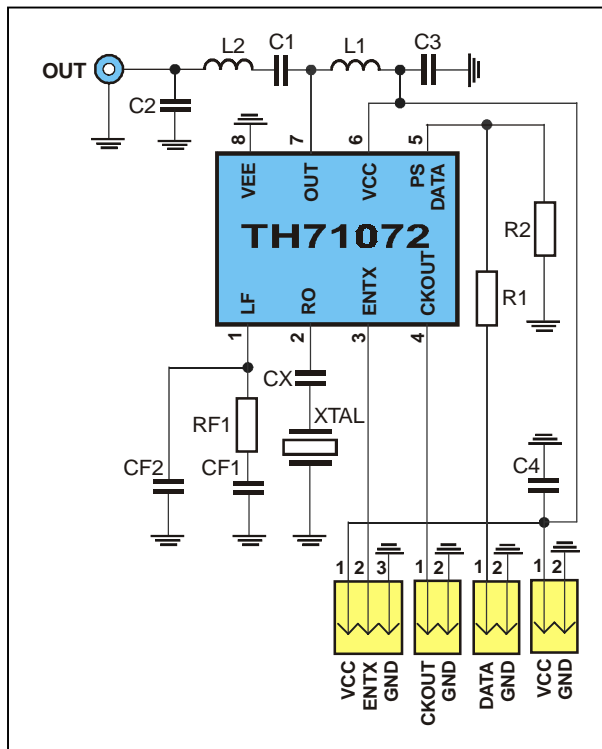 L2 C1 L1 C3
OUT
C2
8 7 6 5
VEE OUT VCC PS DATA
TH71072
R2
LF RO ENTX CKOUT
R1
1 2 3 4
CX
XTAL
RF1
CF2 CF1
C4
1 2 3 1 2 1 2 1 2
VCC ENTX GND CKOUT GND DATA GND VCC GND